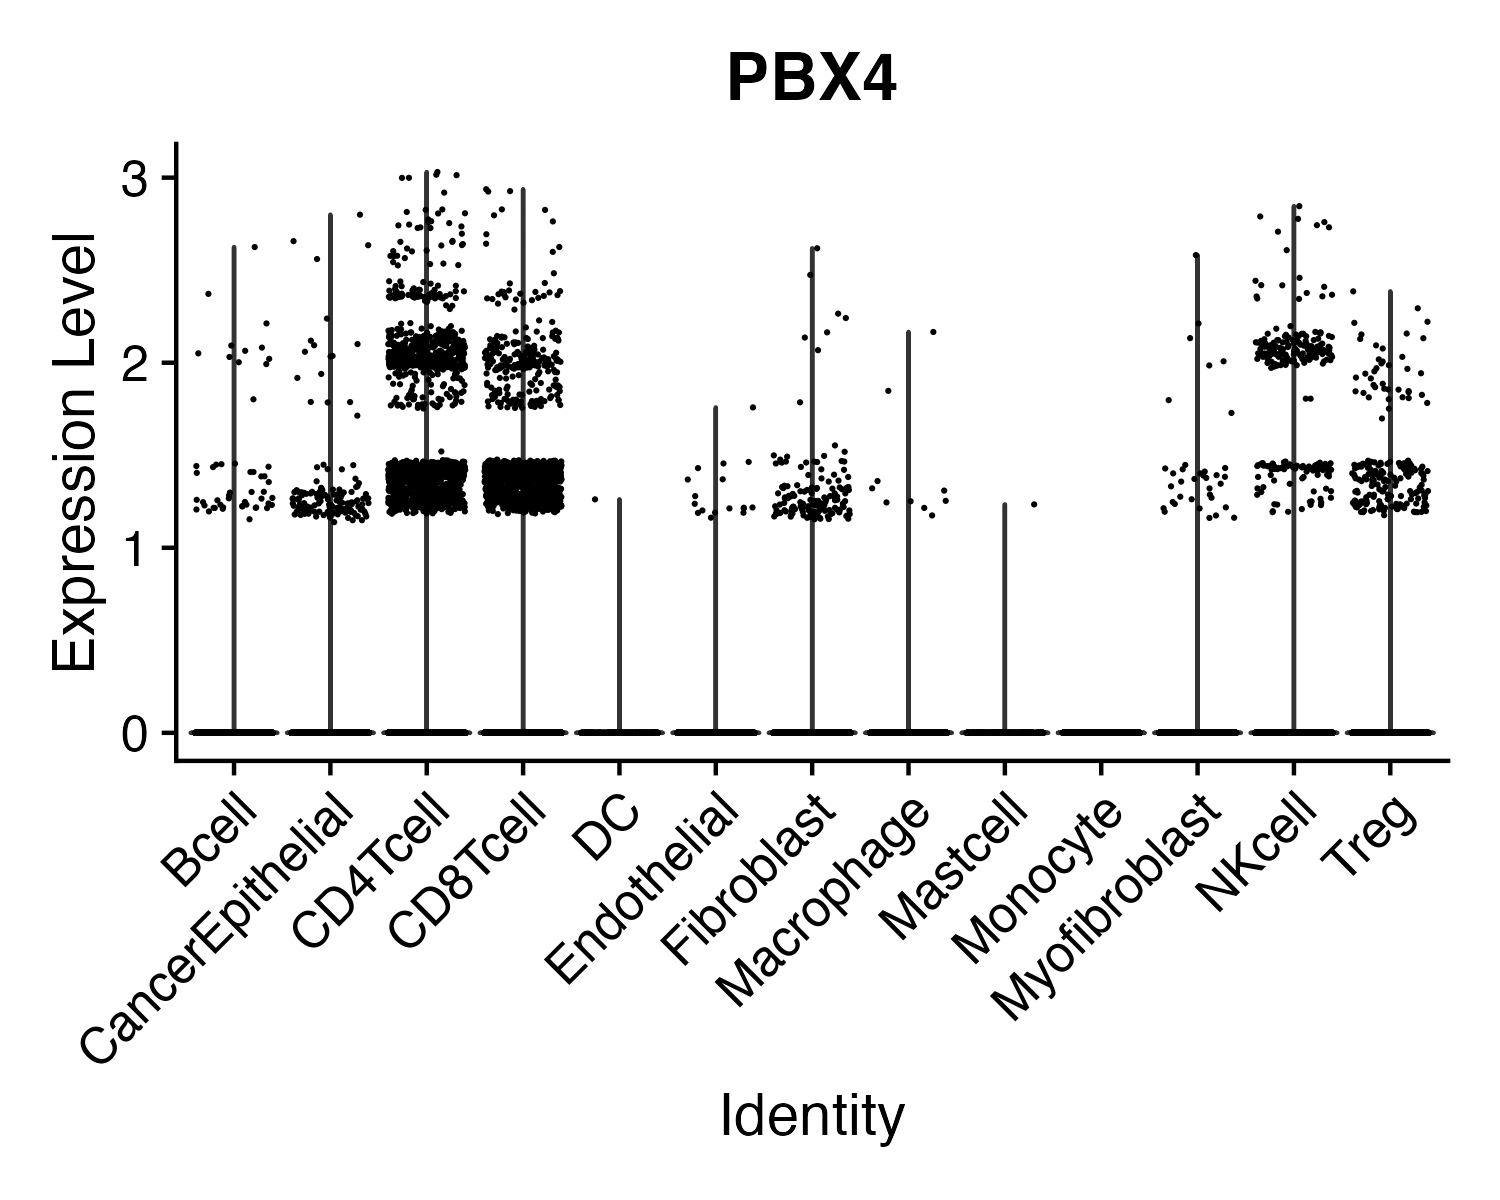 PBX4
Expression Level
3
2
1
0
Bcell
CancerEpithelial
CD4Tcell
CD8Tcell
DC
Endothelial
Fibroblast
Macrophage
Mastcell
Monocyte
Myofibroblast
NKcell
Treg
Identity